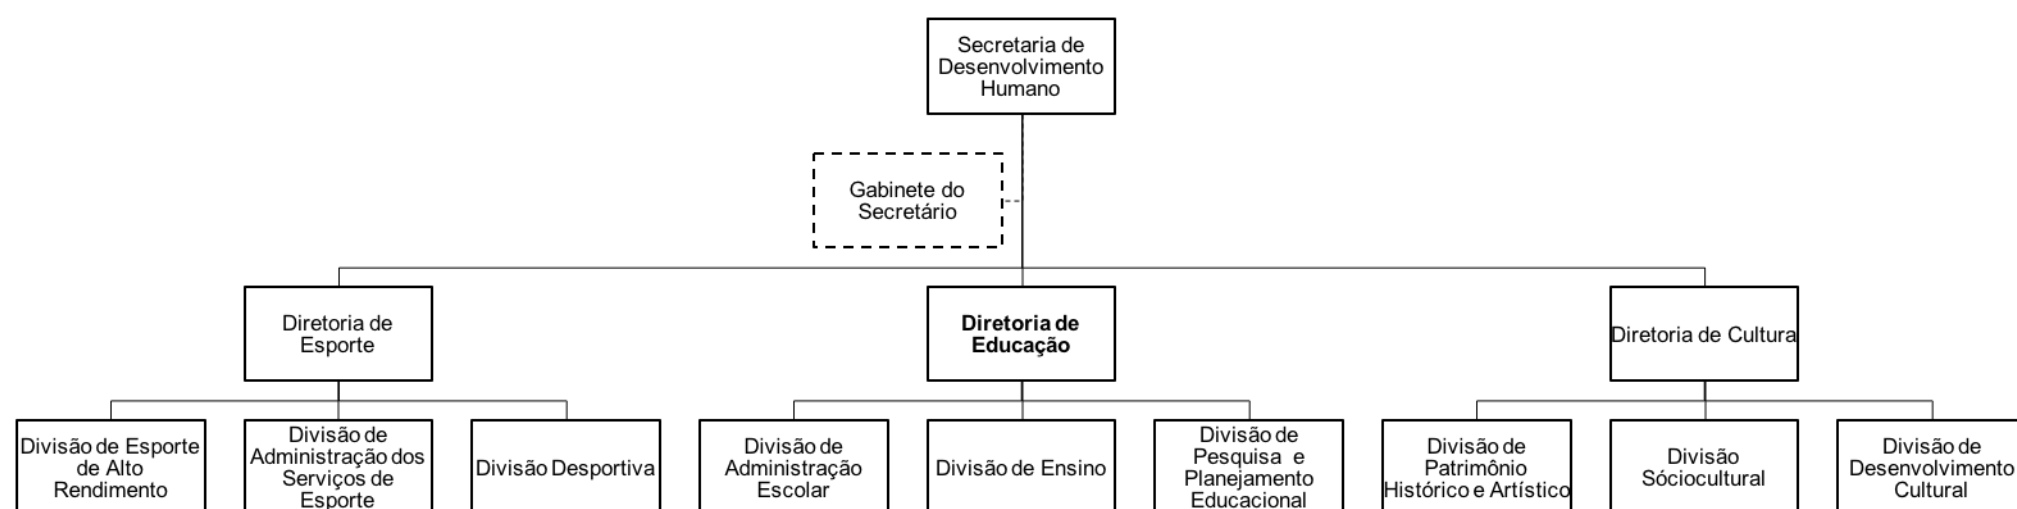 Secretaria de
Desenvolvimento
Humano
Gabinete do
Secretário
Diretoria de
Esporte
Diretoria de
Educação
Diretoria de Cultura
Divisão de Esporte
de Alto
Rendimento
Divisão de
Administração dos
Serviços de
Esporte
Divisão Desportiva
Divisão de
Administração
Escolar
Divisão de Ensino
Divisão de
Pesquisa e
Planejamento
Educacional
Divisão de
Patrimônio
Histórico e Artístico
Divisão
Sóciocultural
Divisão de
Desenvolvimento
Cultural